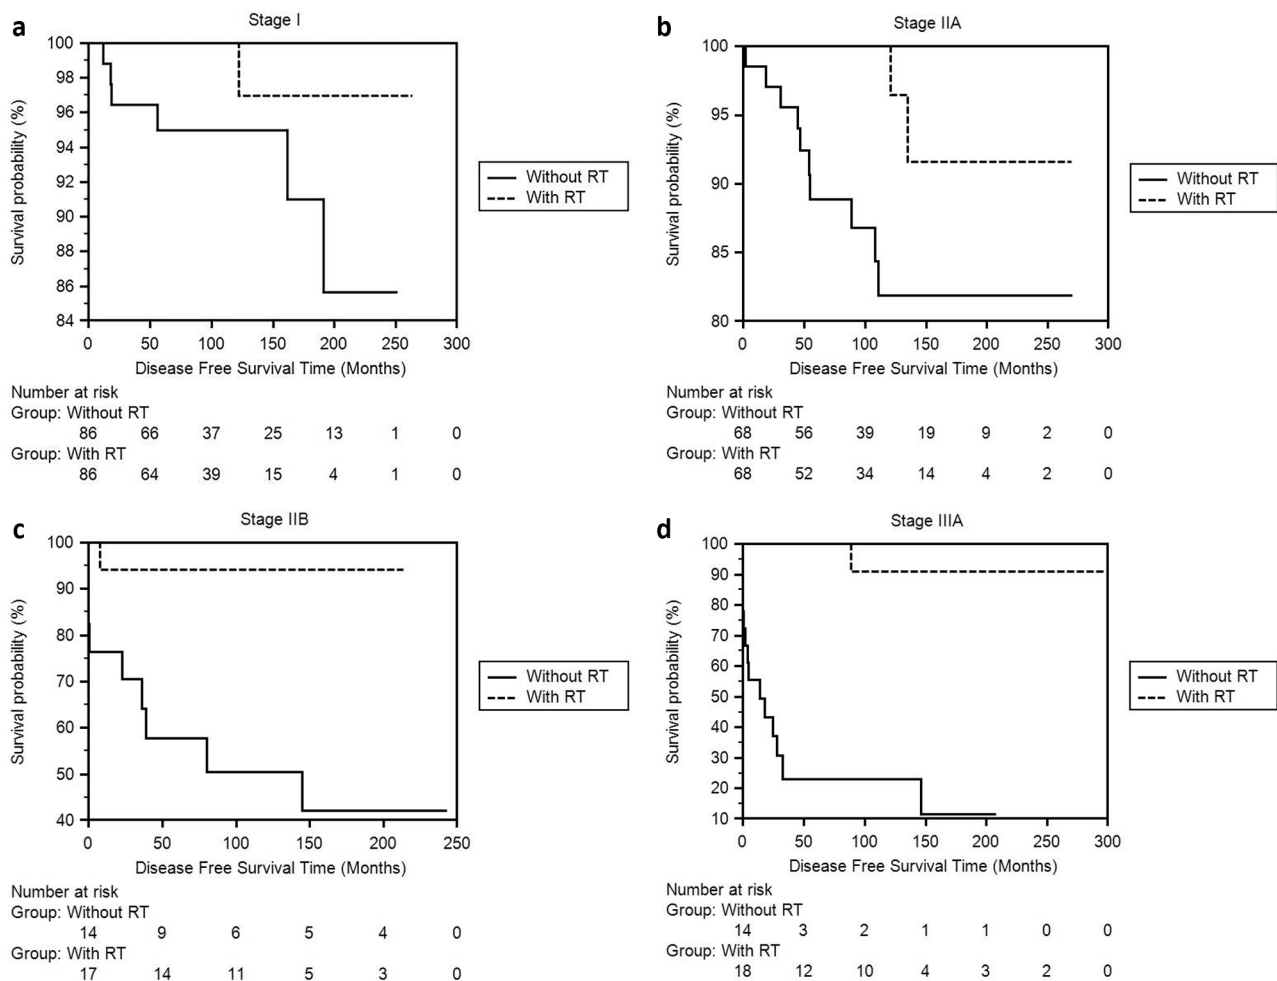 a
Stage I
100
98
96
94
92
90
88
86
84
Survival probability (%)
0 50 100 150 200 250 300
Disease Free Survival Time (Months)
Without RT
With RT
Number at risk
Group: Without RT
86 66 37 25 13 1 0
Group: With RT
86 64 39 15 4 1 0
b
Stage IIA
100
95
90
85
80
Survival probability (%)
0 50 100 150 200 250 300
Disease Free Survival Time (Months)
Without RT
With RT
Number at risk
Group: Without RT
68 56 39 19 9 2 0
Group: With RT
68 52 34 14 4 2 0
c
Stage IIB
100
90
80
70
60
50
40
Survival probability (%)
0 50 100 150 200 250
Disease Free Survival Time (Months)
Without RT
With RT
Number at risk
Group: Without RT
14 9 6 5 4 0
Group: With RT
17 14 11 5 3 0
d
Stage IIIA
100
90
80
70
60
50
40
30
20
10
Survival probability (%)
0 50 100 150 200 250 300
Disease Free Survival Time (Months)
Without RT
With RT
Number at risk
Group: Without RT
14 3 2 1 1 0 0
Group: With RT
18 12 10 4 3 2 0